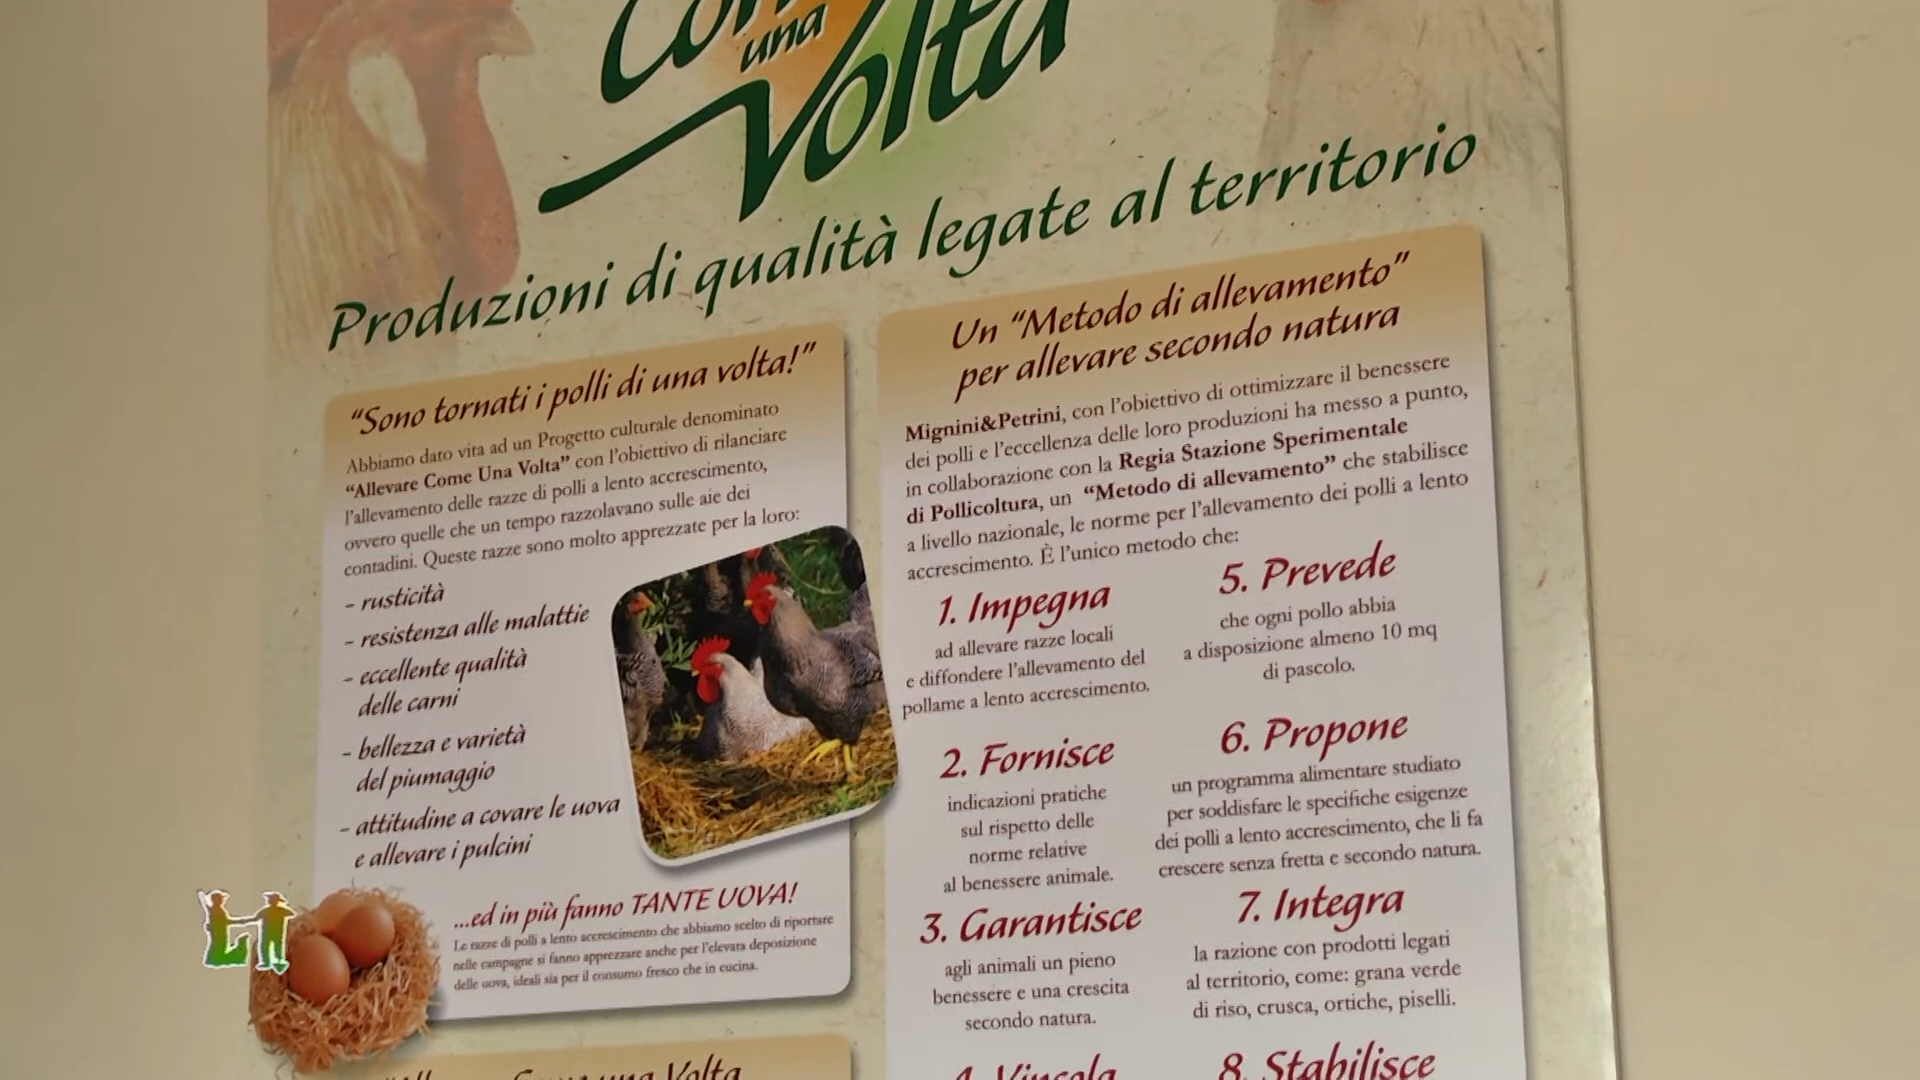 Come
una
Volta
Produzioni di qualità legate al territorio
“Sono tornati i polli di una volta!”
Abbiamo dato vita ad un Progetto culturale denominato
“Allevare Come Una Volta” con l’obiettivo di rilanciare
l’allevamento delle razze di polli a lento accrescimento,
ovvero quelle che un tempo razzolavano sulle aie dei
contadini. Queste razze sono molto apprezzate per la loro:
- rusticità
- resistenza alle malattie
- eccellente qualità
delle carni
- bellezza e varietà
del piumaggio
- attitudine a covare le uova
e allevare i pulcini
...ed in più fanno TANTE UOVA!
Le razze di polli a lento accrescimento che abbiamo scelto di riportare
nelle campagne si fanno apprezzare anche per l’elevata deposizione
delle uova, ideali sia per il consumo fresco che in cucina.
Un “Metodo di allevamento”
per allevare secondo natura
Mignini&Petrini, con l’obiettivo di ottimizzare il benessere
dei polli e l’eccellenza delle loro produzioni ha messo a punto,
in collaborazione con la Regia Stazione Sperimentale
di Pollicoltura, un “Metodo di allevamento” che stabilisce
a livello nazionale, le norme per l’allevamento dei polli a lento
accrescimento. È l’unico metodo che:
1. Impegna
ad allevare razze locali
e diffondere l’allevamento del
pollame a lento accrescimento.
2. Fornisce
indicazioni pratiche
sul rispetto delle
norme relative
al benessere animale.
3. Garantisce
agli animali un pieno
benessere e una crescita
secondo natura.
4. Vincola
5. Prevede
che ogni pollo abbia
a disposizione almeno 10 mq
di pascolo.
6. Propone
un programma alimentare studiato
per soddisfare le specifiche esigenze
dei polli a lento accrescimento, che li fa
crescere senza fretta e secondo natura.
7. Integra
la razione con prodotti legati
al territorio, come: grana verde
di riso, crusca, ortiche, piselli.
8. Stabilisce
una Volta